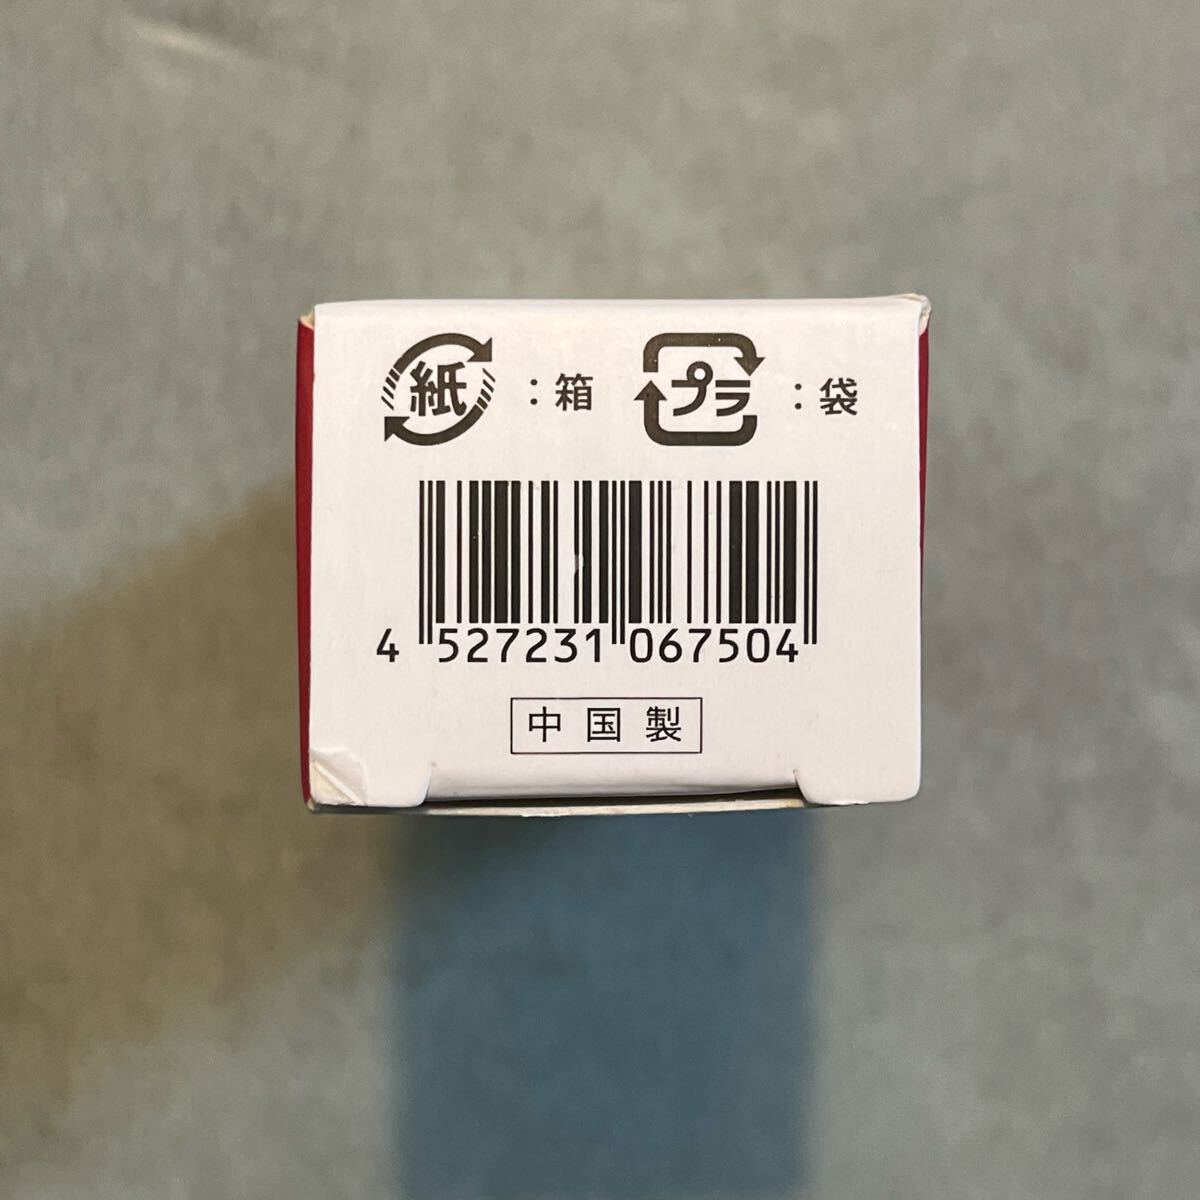 紙 : 箱 プラ : 袋
4 527231 067504
中国製